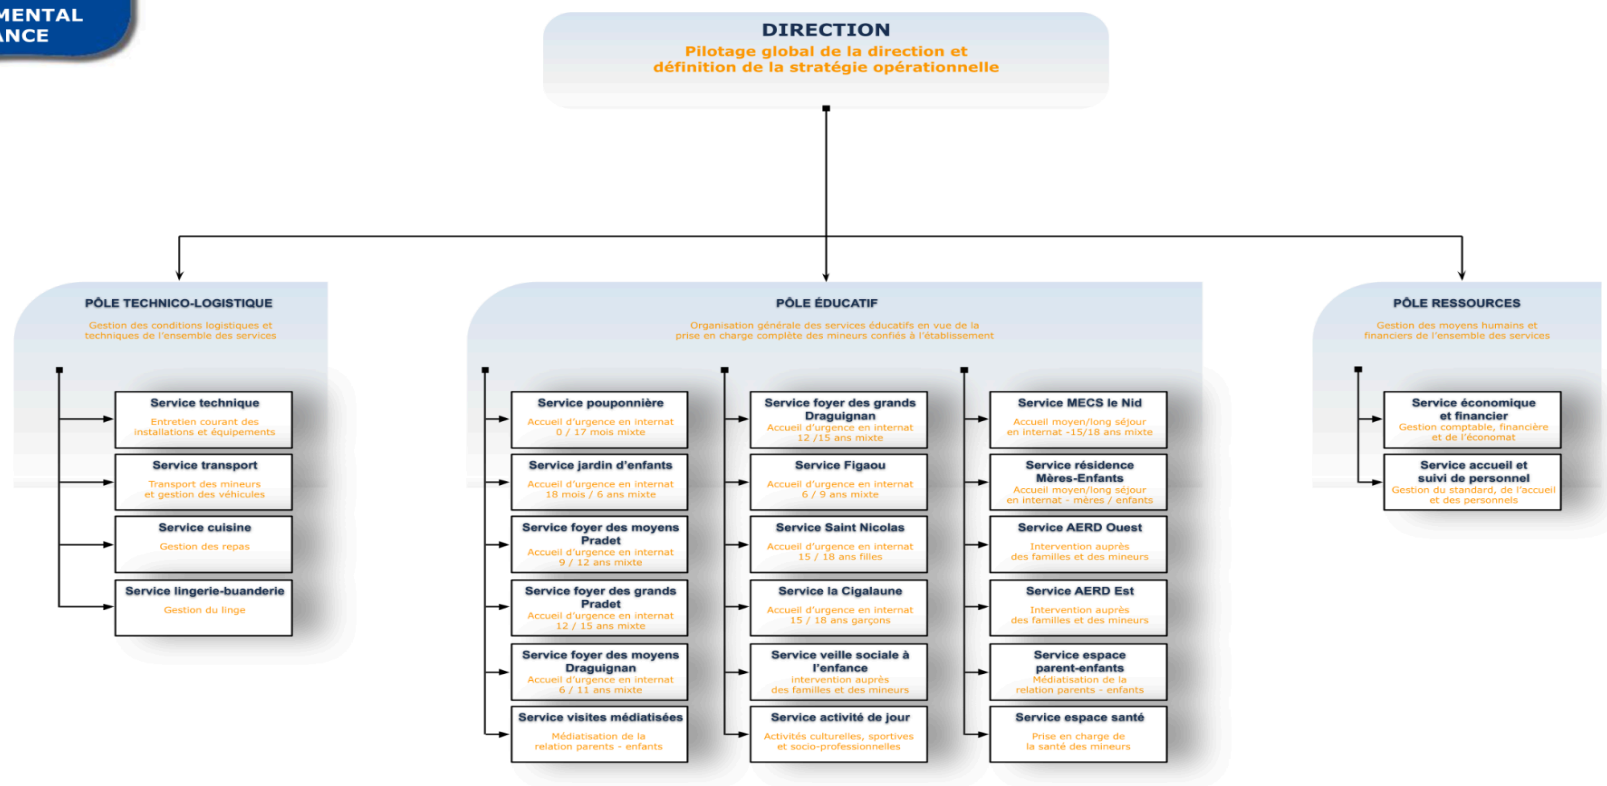 MENTAL
ANCE
DIRECTION
Pilotage global de la direction et
définition de la stratégie opérationnelle
PÔLE TECHNICO-LOGISTIQUE
Gestion des conditions logistiques et
techniques de l'ensemble des services
Service technique
Entretien courant des
installations et équipements
Service transport
Transport des mineurs
et gestion des véhicules
Service cuisine
Gestion des repas
Service lingerie-buanderie
Gestion du linge
PÔLE ÉDUCATIF
Organisation générale des services éducatifs en vue de la
prise en charge complète des mineurs confiés à l'établissement
Service pouponnière
Accueil d'urgence en internat
0 / 17 mois mixte
Service jardin d'enfants
Accueil d'urgence en internat
18 mois / 6 ans mixte
Service foyer des moyens
Pradet
Accueil d'urgence en internat
9 / 12 ans mixte
Service foyer des grands
Pradet
Accueil d'urgence en internat
12 / 15 ans mixte
Service foyer des moyens
Draguignan
Accueil d'urgence en internat
6 / 11 ans mixte
Service visites médiatisées
Médiatisation de la
relation parents - enfants
Service foyer des grands
Draguignan
Accueil d'urgence en internat
12 /15 ans mixte
Service Figaou
Accueil d'urgence en internat
6 / 9 ans mixte
Service Saint Nicolas
Accueil d'urgence en internat
15 / 18 ans filles
Service la Cigalaune
Accueil d'urgence en internat
15 / 18 ans garçons
Service veille sociale à
l'enfance
intervention auprès
des familles et des mineurs
Service activité de jour
Activités culturelles, sportives
et socio-professionnelles
Service MECS le Nid
Accueil moyen/long séjour
en internat -15/18 ans mixte
Service résidence
Mères-Enfants
Accueil moyen/long séjour
en internat - mères / enfants
Service AERD Ouest
Intervention auprès
des familles et des mineurs
Service AERD Est
Intervention auprès
des familles et des mineurs
Service espace
parent-enfants
Médiatisation de la
relation parents - enfants
Service espace santé
Prise en charge de
la santé des mineurs
PÔLE RESSOURCES
Gestion des moyens humains et
financiers de l'ensemble des services
Service économique
et financier
Gestion comptable, financière
et de l'économat
Service accueil et
suivi de personnel
Gestion du standard, de l'accueil
et des personnels